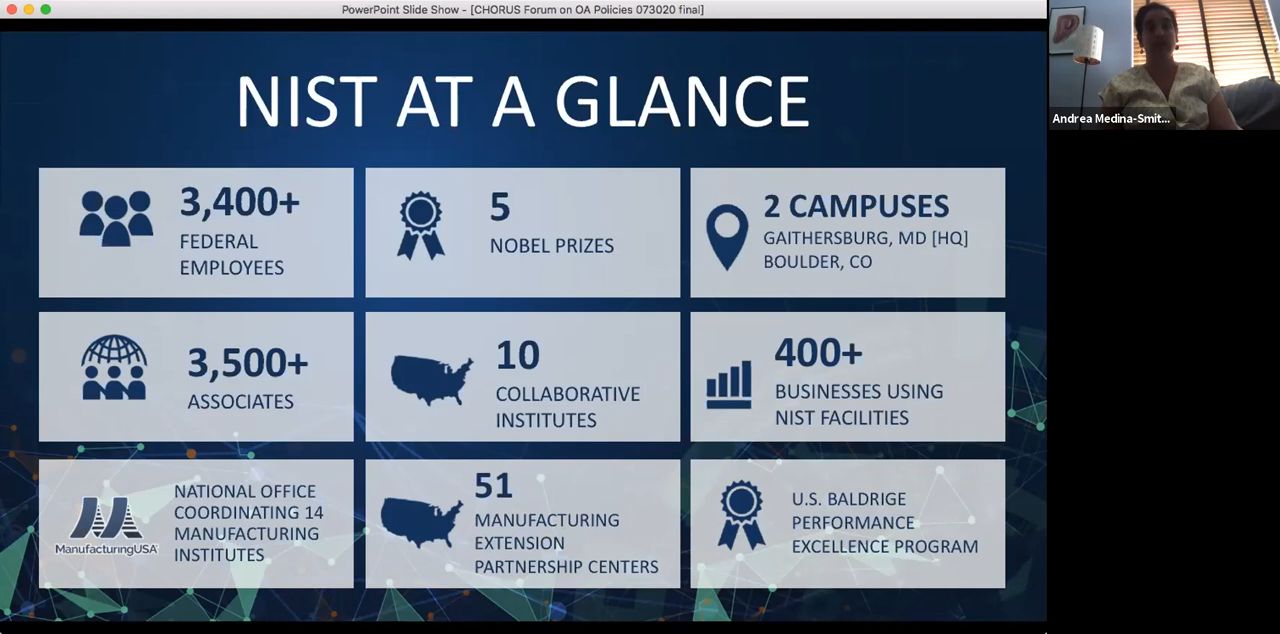 PowerPoint Slide Show - [CHORUS Forum on OA Policies 073020 final]
NIST AT A GLANCE
3,400+
FEDERAL
EMPLOYEES
5
NOBEL PRIZES
2 CAMPUSES
GAITHERSBURG, MD [HQ]
BOULDER, CO
3,500+
ASSOCIATES
10
COLLABORATIVE
INSTITUTES
400+
BUSINESSES USING
NIST FACILITIES
ManufacturingUSA
NATIONAL OFFICE
COORDINATING 14
MANUFACTURING
INSTITUTES
51
MANUFACTURING
EXTENSION
PARTNERSHIP CENTERS
U.S. BALDRIGE
PERFORMANCE
EXCELLENCE PROGRAM
Andrea Medina-Smit...